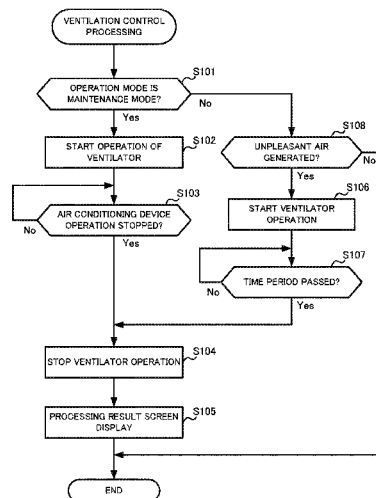 VENTILATION CONTROL
PROCESSING
S101
OPERATION MODE IS
MAINTENANCE MODE?
No
Yes
S102
START OPERATION OF
VENTILATOR
S108
UNPLEASANT AIR
GENERATED?
No
Yes
S103
AIR CONDITIONING DEVICE
OPERATION STOPPED?
No
Yes
S106
START VENTILATOR
OPERATION
S107
TIME PERIOD PASSED?
No
Yes
S104
STOP VENTILATOR OPERATION
S105
PROCESSING RESULT SCREEN
DISPLAY
END